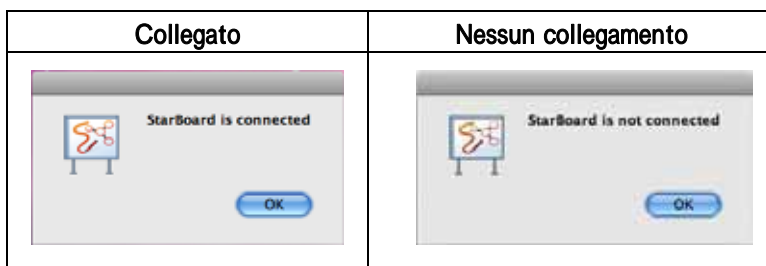 Collegato
Nessun collegamento
StarBoard is connected
OK
StarBoard is not connected
OK